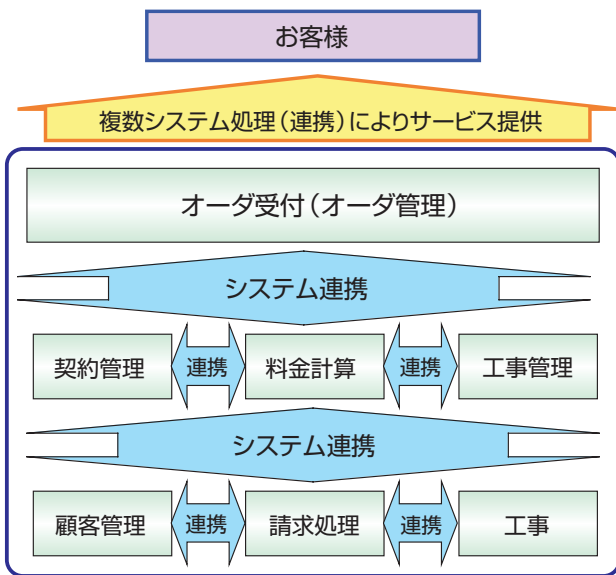 お客様
複数システム処理(連携)によりサービス提供
オーダ受付(オーダ管理)
システム連携
契約管理 連携 料金計算 連携 工事管理
システム連携
顧客管理 連携 請求処理 連携 工事